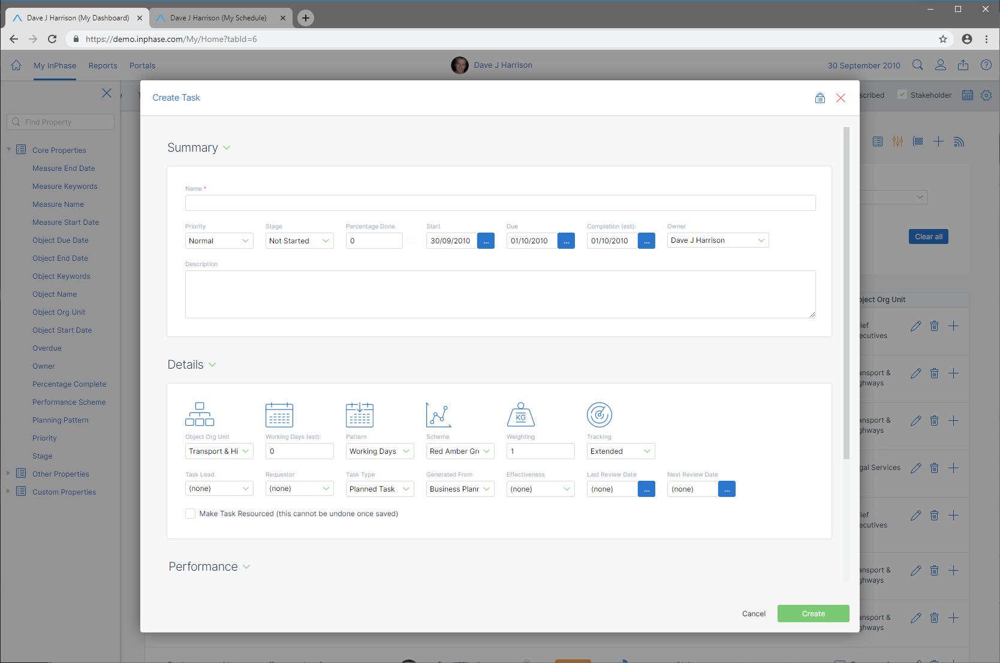 Dave J Harrison (My Dashboard)
Dave J Harrison (My Schedule)
https://demo.inphase.com/My/Home?tabId=6
My InPhase
Reports
Portals
Dave J Harrison
30 September 2010
Create Task
scribed
Stakeholder
Find Property
Core Properties
Measure End Date
Measure Keywords
Measure Name
Measure Start Date
Object Due Date
Object End Date
Object Keywords
Object Name
Object Org Unit
Object Start Date
Overdue
Owner
Percentage Complete
Performance Scheme
Planning Pattern
Priority
Stage
Other Properties
Custom Properties
Summary
Name *
Priority Stage Percentage Done Start Due Completion (est): Owner
Normal Not Started 0 30/09/2010 ... 01/10/2010 ... 01/10/2010 ... Dave J Harrison
Description
Details
KG
Object Org Unit Working Days (est): Pattern Scheme Weighting Tracking
Transport & Hi 0 Working Days Red Amber Gre 1 Extended
Task Lead Requestor Task Type Generated From Effectiveness Last Review Date Next Review Date
(none) (none) Planned Task Business Plann (none) (none) ... (none) ...
Make Task Resourced (this cannot be undone once saved)
Performance
Cancel
Create
Clear all
bject Org Unit
ief
ecutives
ansport &
ghways
ansport &
ghways
gal Services
ief
ecutives
ansport &
ghways
ansport &
ghways